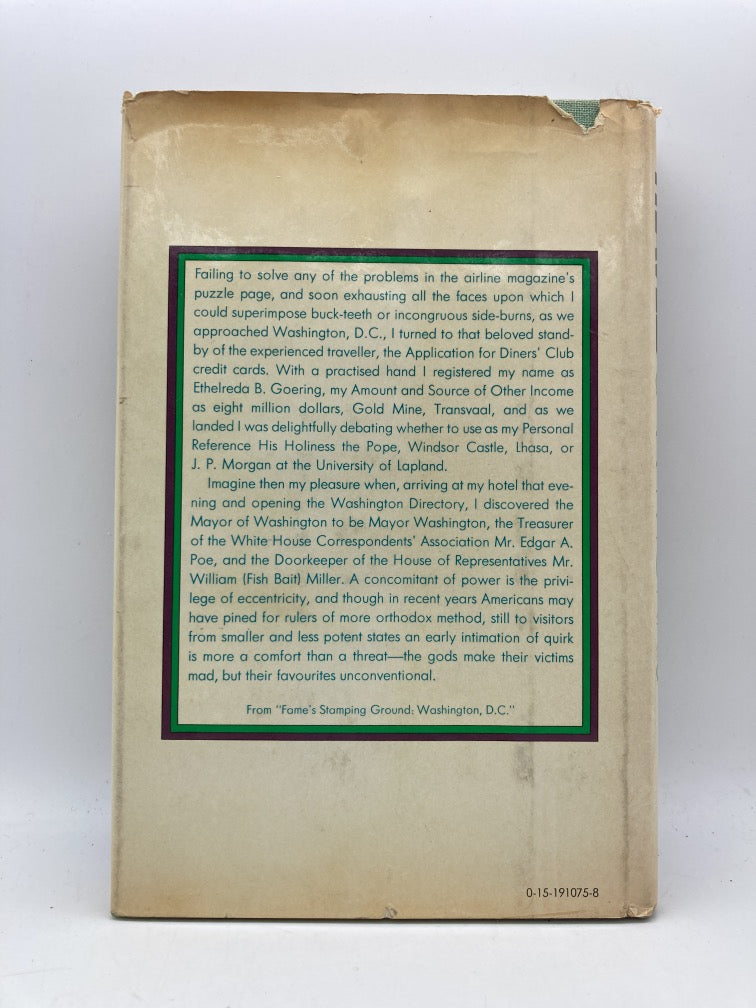 Failing to solve any of the problems in the airline magazine's
puzzle page, and soon exhausting all the faces upon which I
could superimpose buck-teeth or incongruous side-burns, as we
approached Washington, D.C., I turned to that beloved stand-
by of the experienced traveller, the Application for Diners' Club
credit cards. With a practised hand I registered my name as
Ethelreda B. Goering, my Amount and Source of Other Income
as eight million dollars, Gold Mine, Transvaal, and as we
landed I was delightfully debating whether to use as my Personal
Reference His Holiness the Pope, Windsor Castle, Lhasa, or
J. P. Morgan at the University of Lapland.
Imagine then my pleasure when, arriving at my hotel that eve-
ning and opening the Washington Directory, I discovered the
Mayor of Washington to be Mayor Washington, the Treasurer
of the White House Correspondents' Association Mr. Edgar A.
Poe, and the Doorkeeper of the House of Representatives Mr.
William (Fish Bait) Miller. A concomitant of power is the privi-
lege of eccentricity, and though in recent years Americans may
have pined for rulers of more orthodox method, still to visitors
from smaller and less potent states an early intimation of quirk
is more a comfort than a threat—the gods make their victims
mad, but their favourites unconventional.
From "Fame's Stamping Ground: Washington, D.C."
0-15-191075-8